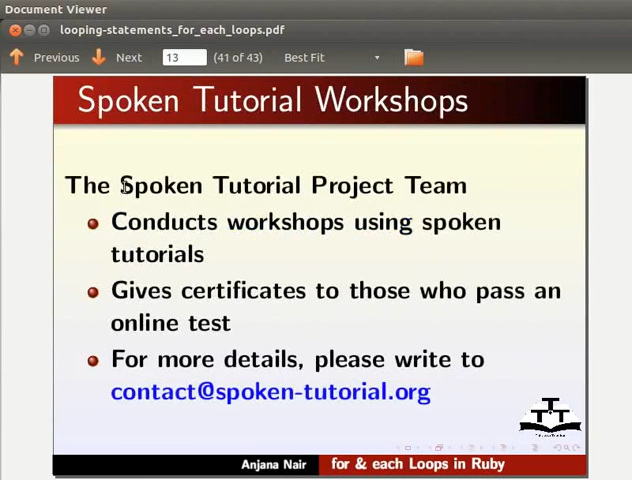 Document Viewer
looping-statements_for_each_loops.pdf
Previous Next 13 (41 of 43) Best Fit
Spoken Tutorial Workshops
The Spoken Tutorial Project Team
Conducts workshops using spoken
tutorials
Gives certificates to those who pass an
online test
For more details, please write to
contact@spoken-tutorial.org
Anjana Nair for & each Loops in Ruby